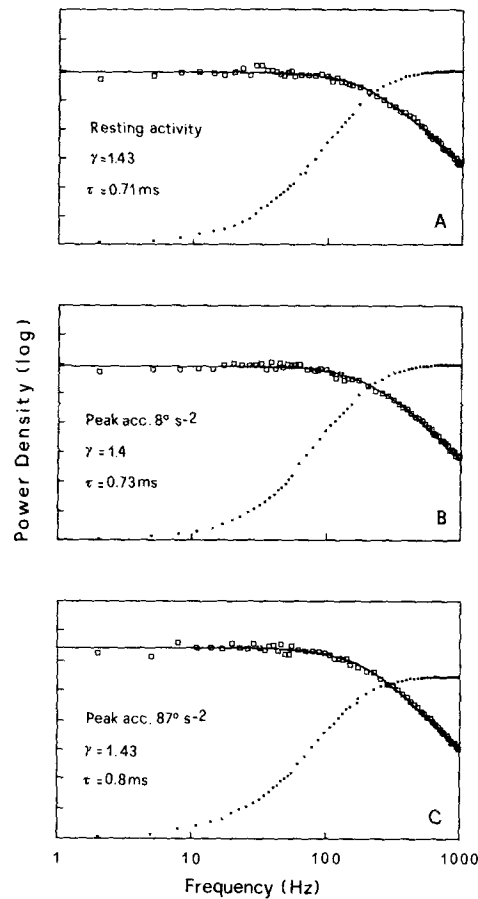 Resting activity
γ=1.43
τ=0.71ms
A
Peak acc. 8° s-2
γ=1.4
τ=0.73ms
B
Peak acc. 87° s-2
γ=1.43
τ=0.8ms
C
Power Density (log)
1 10 100 1000
Frequency (Hz)